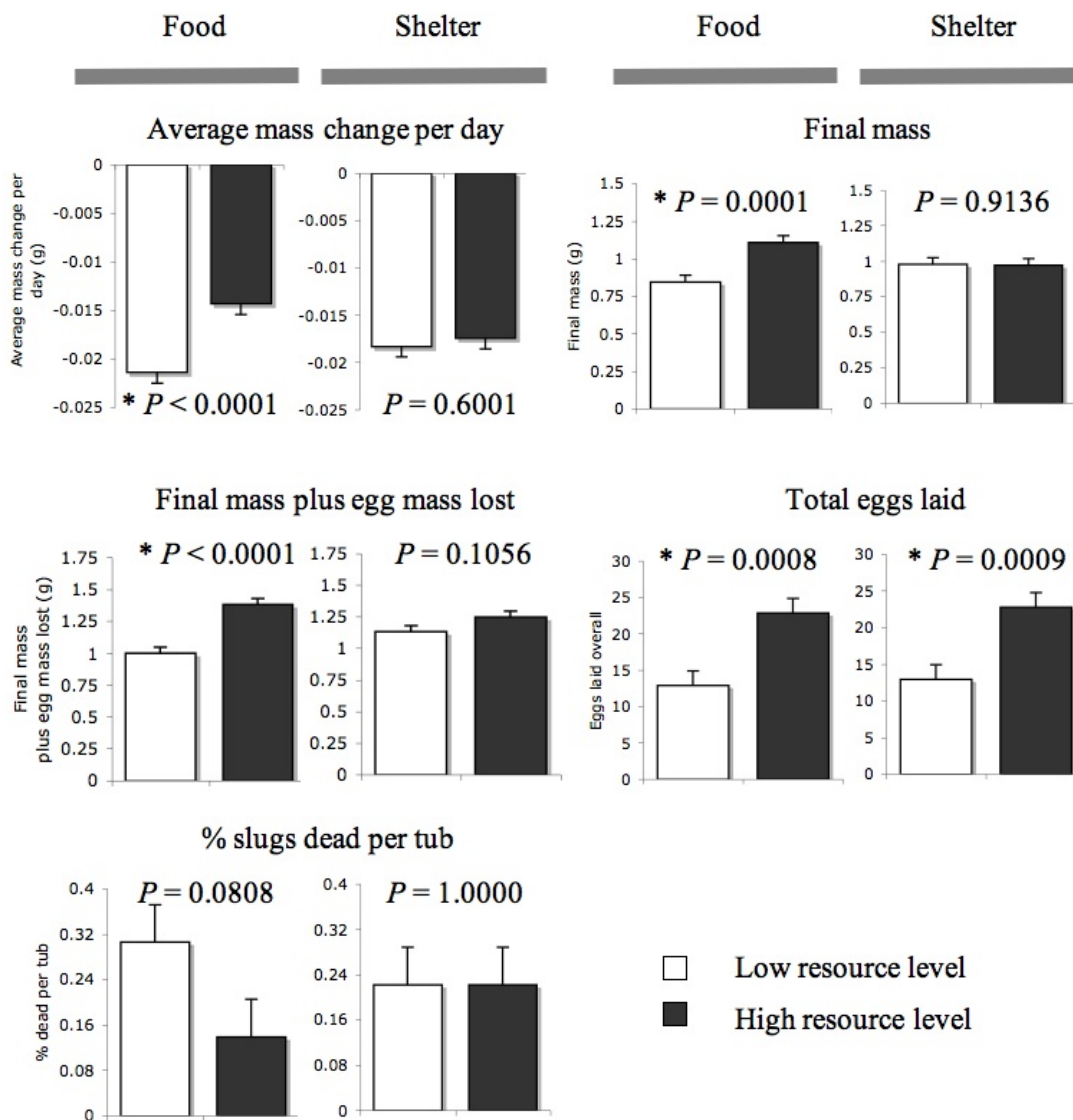 Food Shelter Food Shelter
Average mass change per day
Average mass change per day (g)
0
-0.005
-0.01
-0.015
-0.02
-0.025
* P < 0.0001
0
-0.005
-0.01
-0.015
-0.02
-0.025
P = 0.6001
Final mass
Final mass (g)
1.5
1.25
1
0.75
0.5
0.25
0
* P = 0.0001
1.5
1.25
1
0.75
0.5
0.25
0
P = 0.9136
Final mass plus egg mass lost
Final mass
plus egg mass lost (g)
1.75
1.5
1.25
1
0.75
0.5
0.25
0
* P < 0.0001
1.75
1.5
1.25
1
0.75
0.5
0.25
0
P = 0.1056
Total eggs laid
Eggs laid overall
30
25
20
15
10
5
0
* P = 0.0008
30
25
20
15
10
5
0
* P = 0.0009
% slugs dead per tub
% dead per tub
0.4
0.32
0.24
0.16
0.08
0
P = 0.0808
0.4
0.32
0.24
0.16
0.08
0
P = 1.0000
Low resource level
High resource level